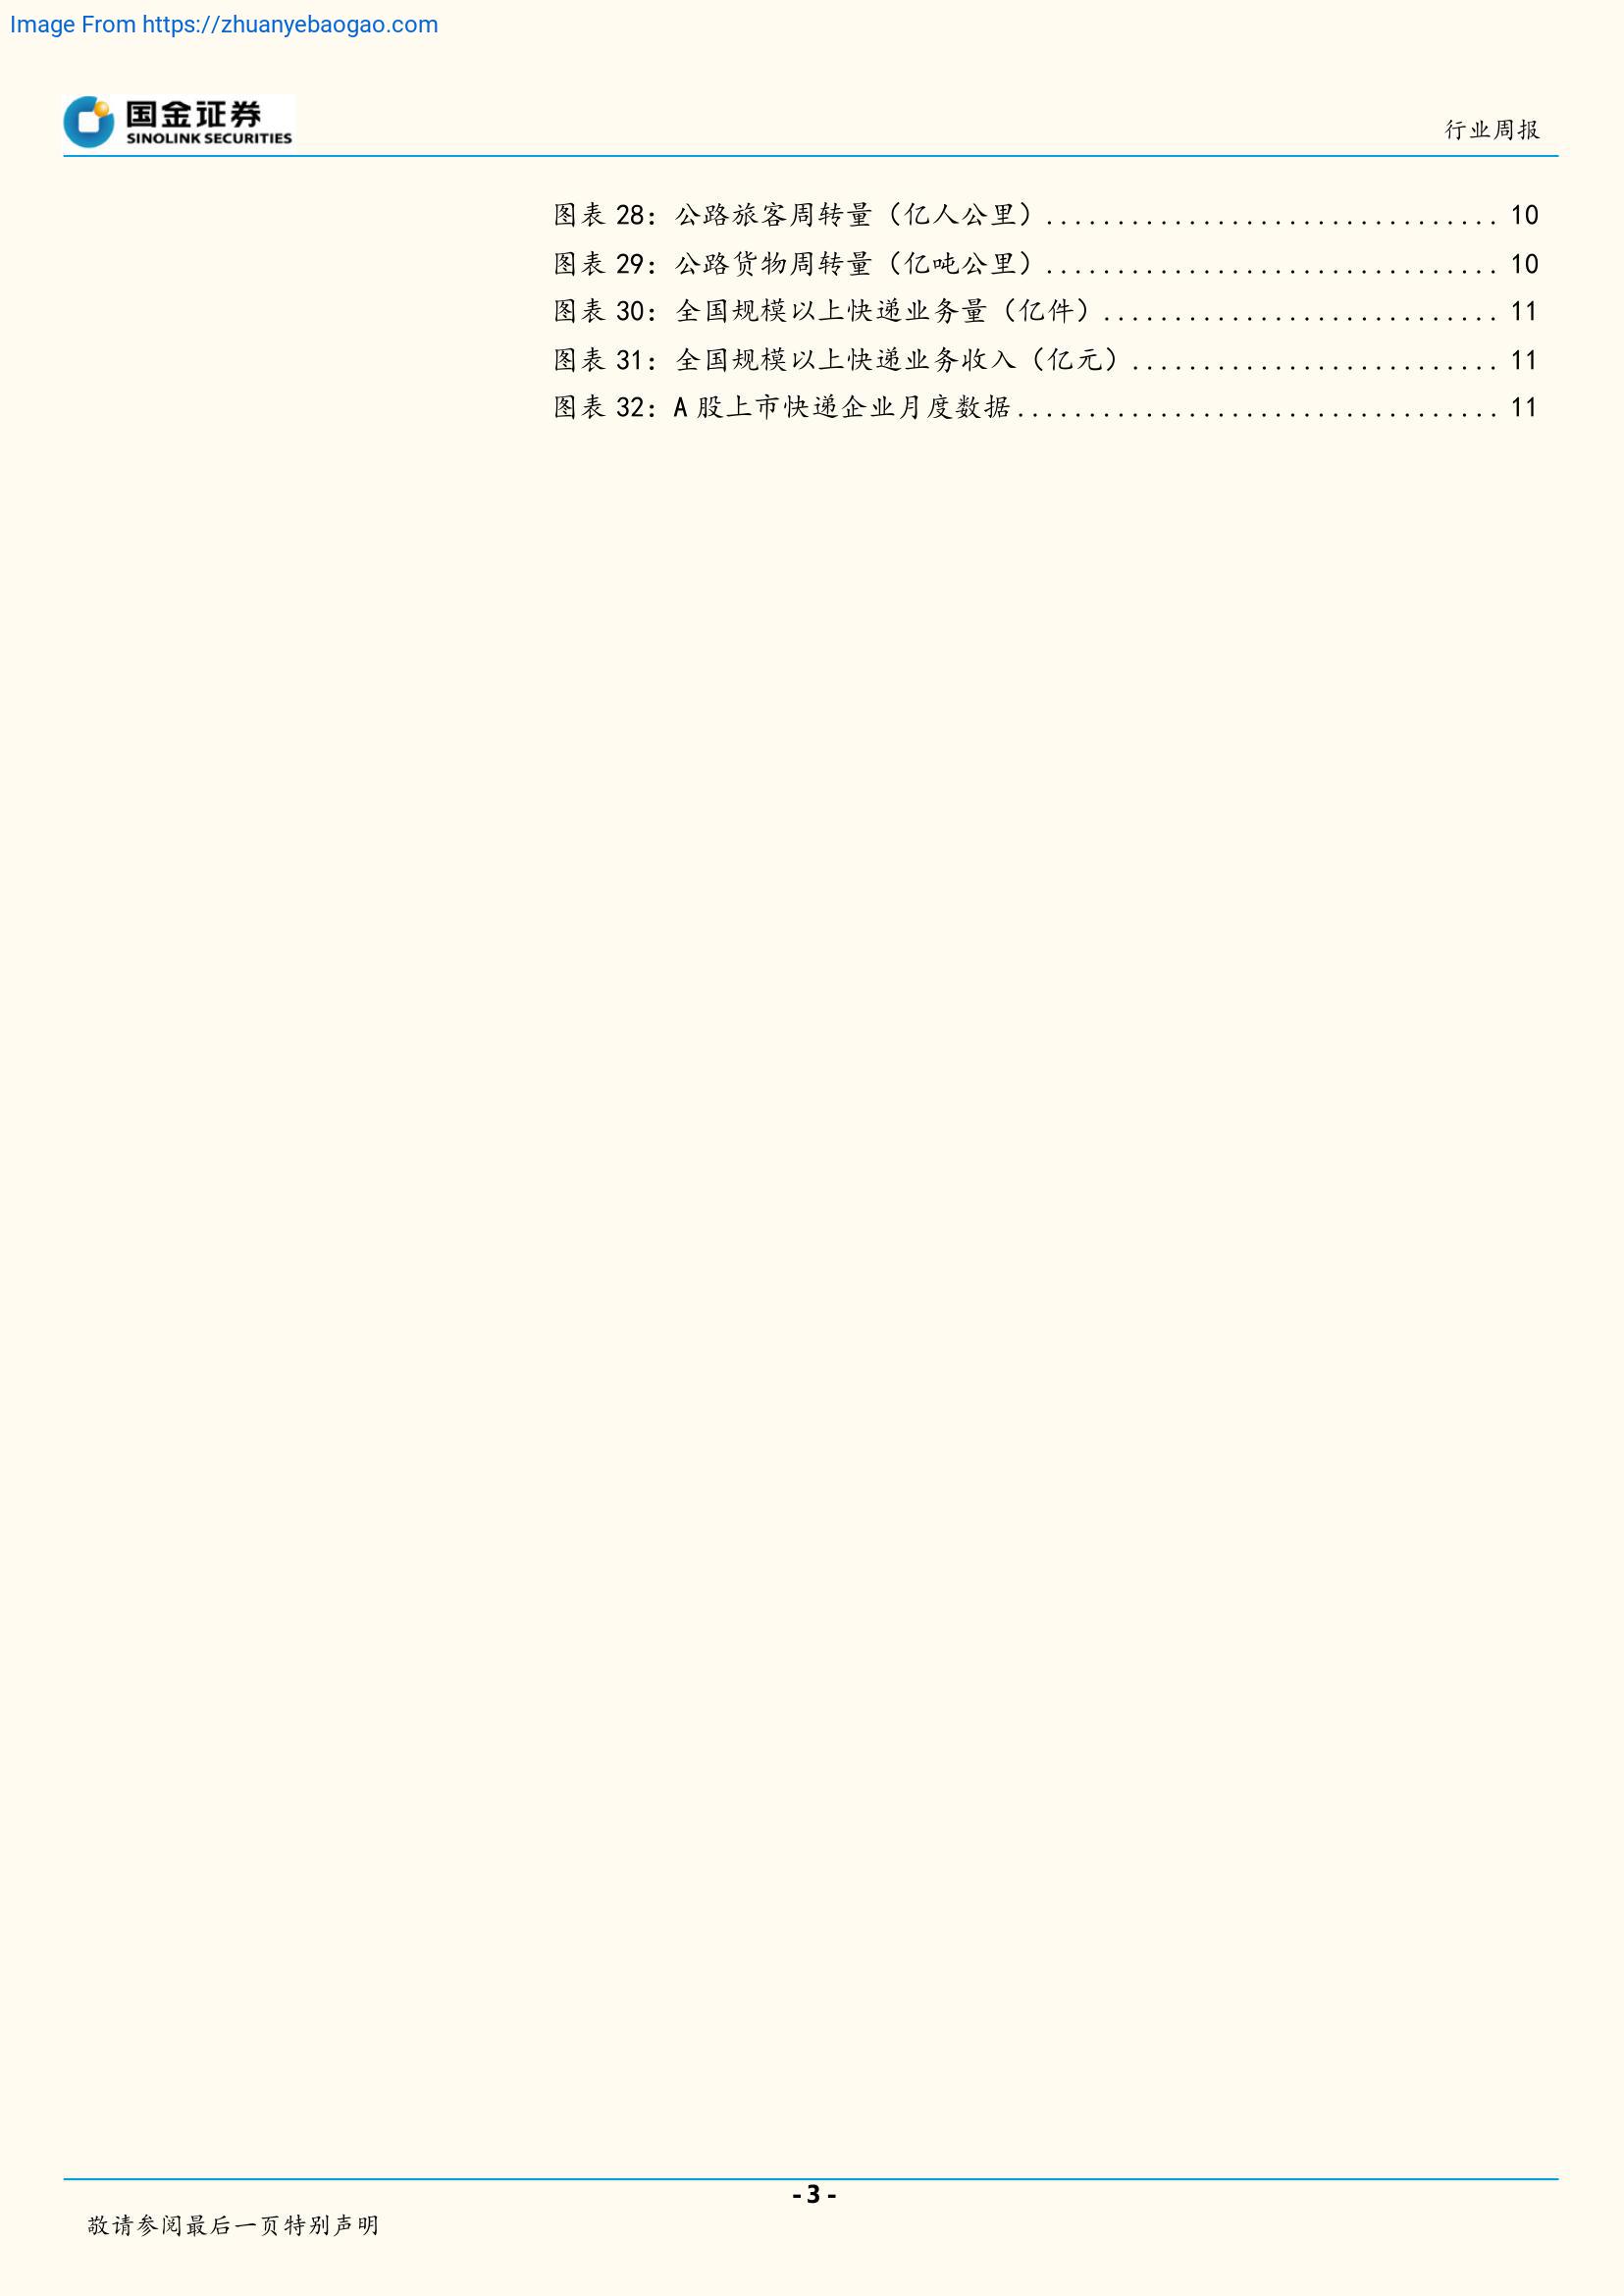 Image From https://zhuanyebaogao.com
国金证券
SINOLINK SECURITIES
行业周报
图表 28：公路旅客周转量（亿人公里）................................ 10
图表 29：公路货物周转量（亿吨公里）................................ 10
图表 30：全国规模以上快递业务量（亿件）............................ 11
图表 31：全国规模以上快递业务收入（亿元）.......................... 11
图表 32：A 股上市快递企业月度数据.................................. 11
- 3 -
敬请参阅最后一页特别声明